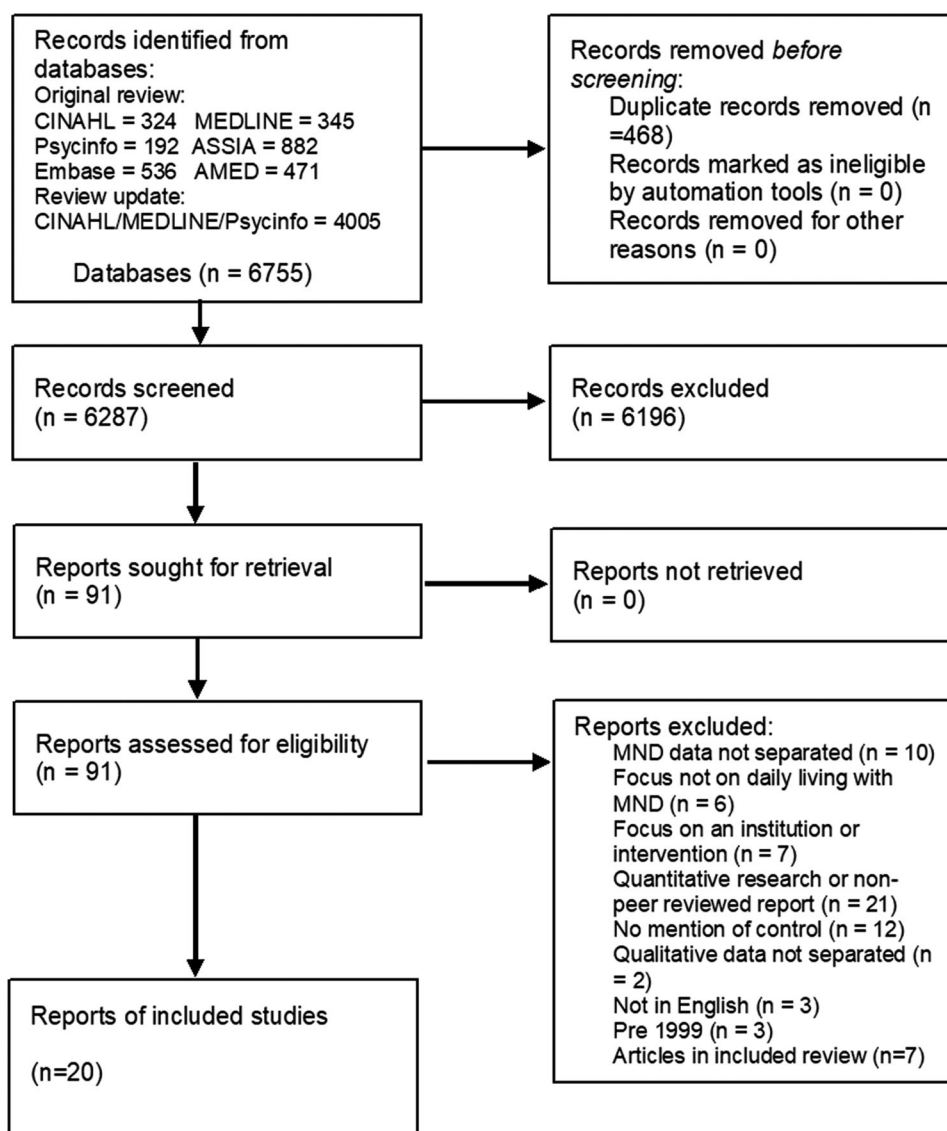 Records identified from
databases:
Original review:
CINAHL = 324   MEDLINE = 345
Psycinfo = 192  ASSIA = 882
Embase = 536   AMED = 471
Review update:
CINAHL/MEDLINE/Psycinfo = 4005
Databases (n = 6755)
Records removed before
screening:
Duplicate records removed (n
=468)
Records marked as ineligible
by automation tools (n = 0)
Records removed for other
reasons (n = 0)
Records screened
(n = 6287)
Records excluded
(n = 6196)
Reports sought for retrieval
(n = 91)
Reports not retrieved
(n = 0)
Reports assessed for eligibility
(n = 91)
Reports excluded:
MND data not separated (n = 10)
Focus not on daily living with
MND (n = 6)
Focus on an institution or
intervention (n = 7)
Quantitative research or non-
peer reviewed report (n = 21)
No mention of control (n = 12)
Qualitative data not separated (n
= 2)
Not in English (n = 3)
Pre 1999 (n = 3)
Articles in included review (n=7)
Reports of included studies
(n=20)